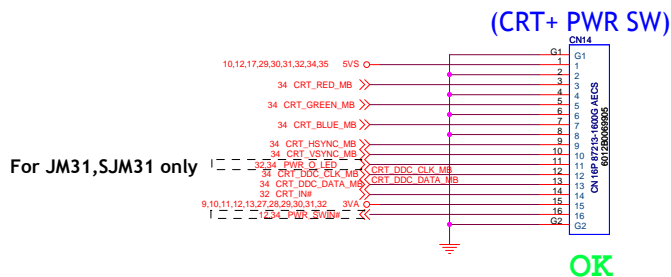 (CRT+ PWR SW)
CN14
G1 G1
10,12,17,29,30,31,32,34,35 5VS 1 1
2 2
34 CRT_RED_MB 3 3
4 4
34 CRT_GREEN_MB 5 5
6 6
34 CRT_BLUE_MB 7 7
8 8
34 CRT_HSYNC_MB 9 9
34 CRT_VSYNC_MB 10 10
For JM31,SJM31 only 32,34 PWR_O_LED 11 11
34 CRT_DDC_CLK_MB CRT_DDC_CLK_MB 12 12
34 CRT_DDC_DATA_MB CRT_DDC_DATA_MB 13 13
32 CRT_IN# 14 14
9,10,11,12,13,27,28,29,30,31,32 3VA 15 15
12,34 PWR_SWIN# 16 16
G2 G2
CN 16P 87213-1600G AECS
6012B0069905
OK